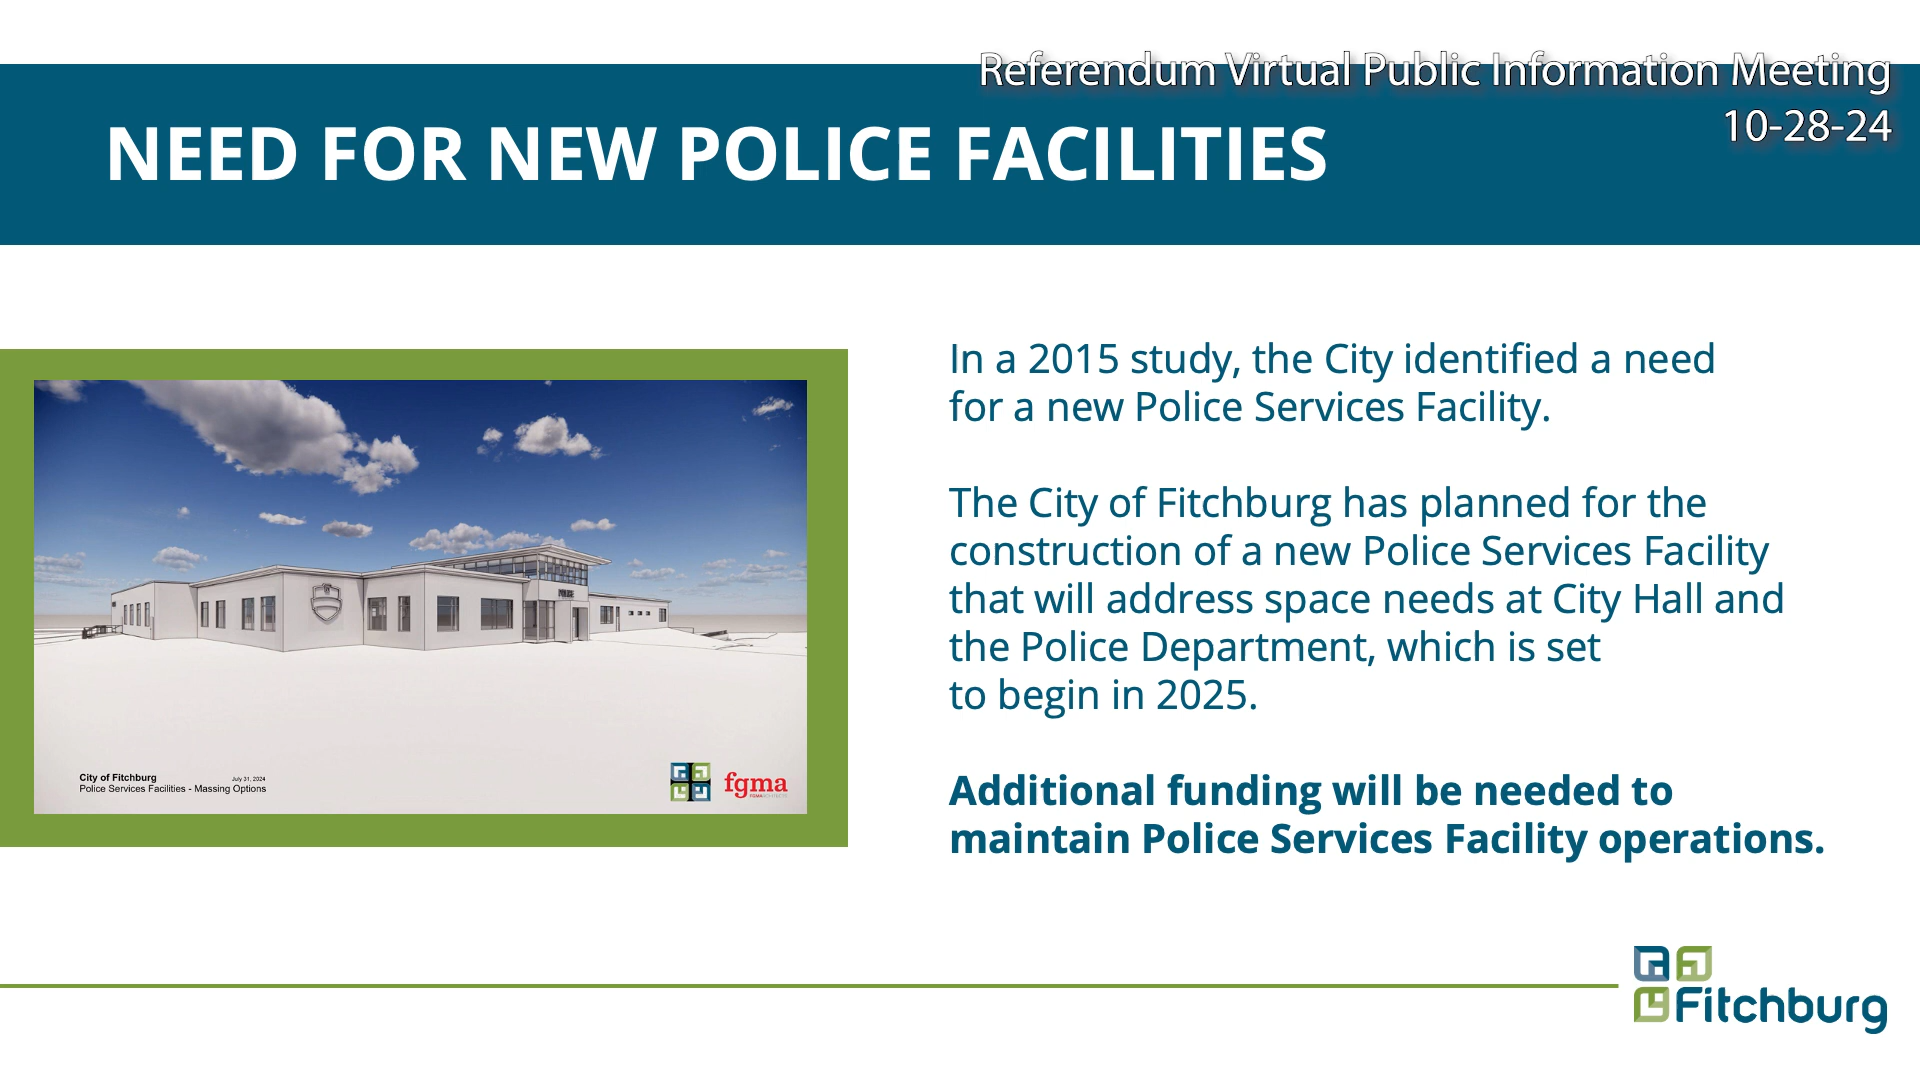 Referendum Virtual Public Information Meeting
10-28-24
NEED FOR NEW POLICE FACILITIES
POLICE
City of Fitchburg
July 31, 2024
Police Services Facilities - Massing Options
fgma
In a 2015 study, the City identified a need
for a new Police Services Facility.
The City of Fitchburg has planned for the
construction of a new Police Services Facility
that will address space needs at City Hall and
the Police Department, which is set
to begin in 2025.
Additional funding will be needed to
maintain Police Services Facility operations.
Fitchburg